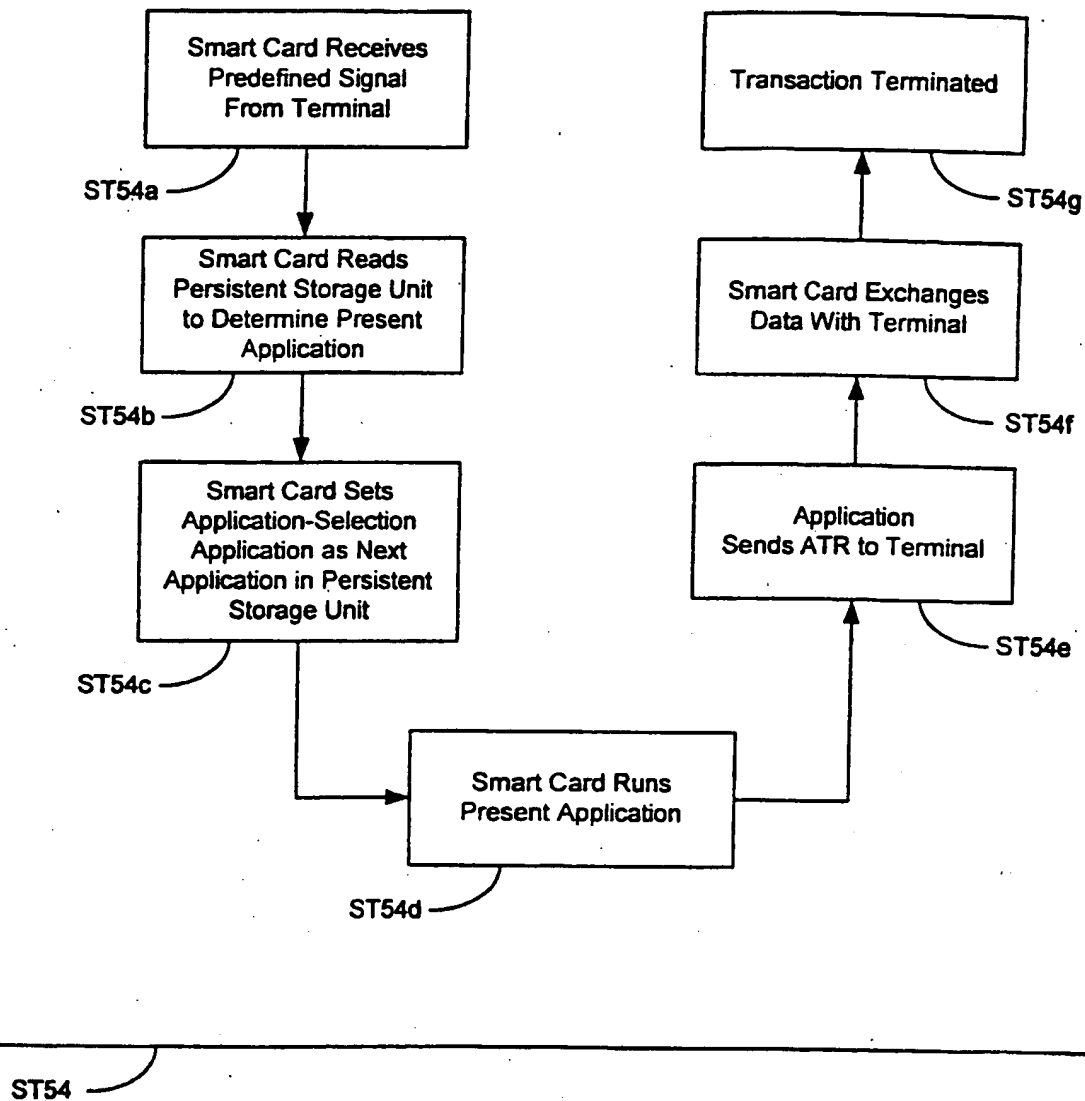 Smart Card Receives
Predefined Signal
From Terminal
ST54a
Smart Card Reads
Persistent Storage Unit
to Determine Present
Application
ST54b
Smart Card Sets
Application-Selection
Application as Next
Application in Persistent
Storage Unit
ST54c
Smart Card Runs
Present Application
ST54d
Application
Sends ATR to Terminal
ST54e
Smart Card Exchanges
Data With Terminal
ST54f
Transaction Terminated
ST54g
ST54